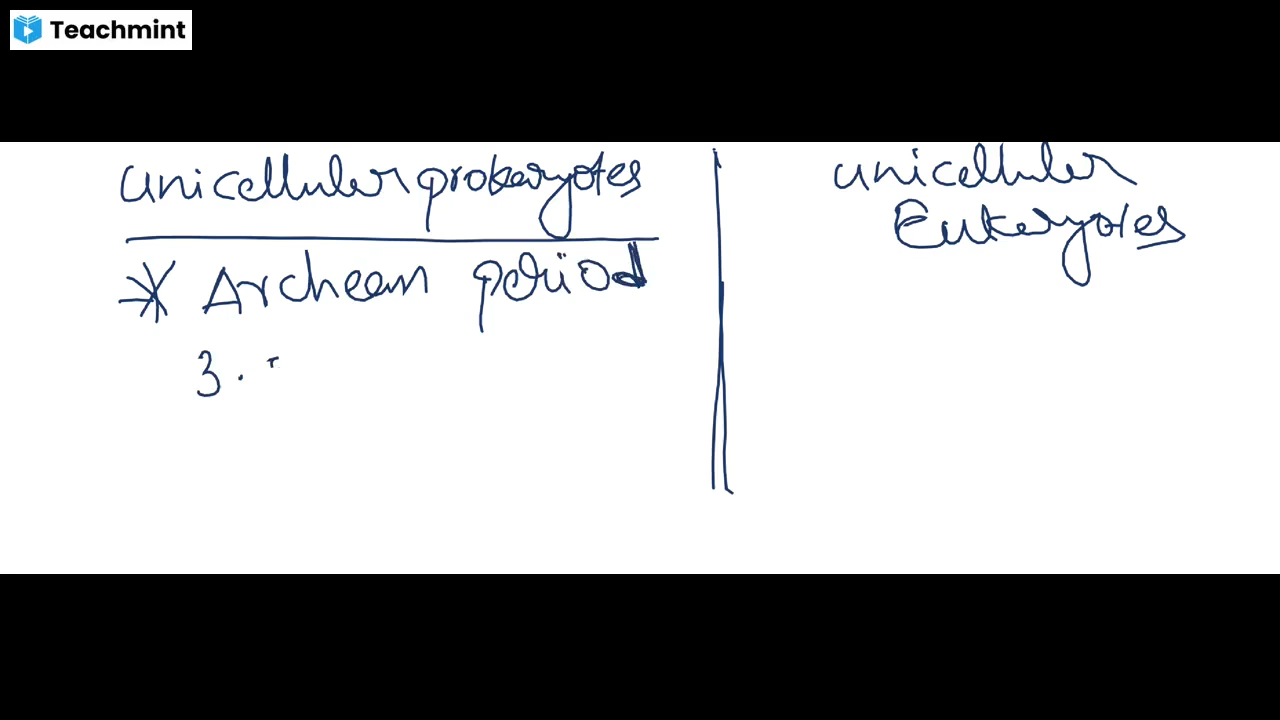 Teachmint
unicellular prokaryotes
* Archean period
3.
unicellular
Eukaryotes